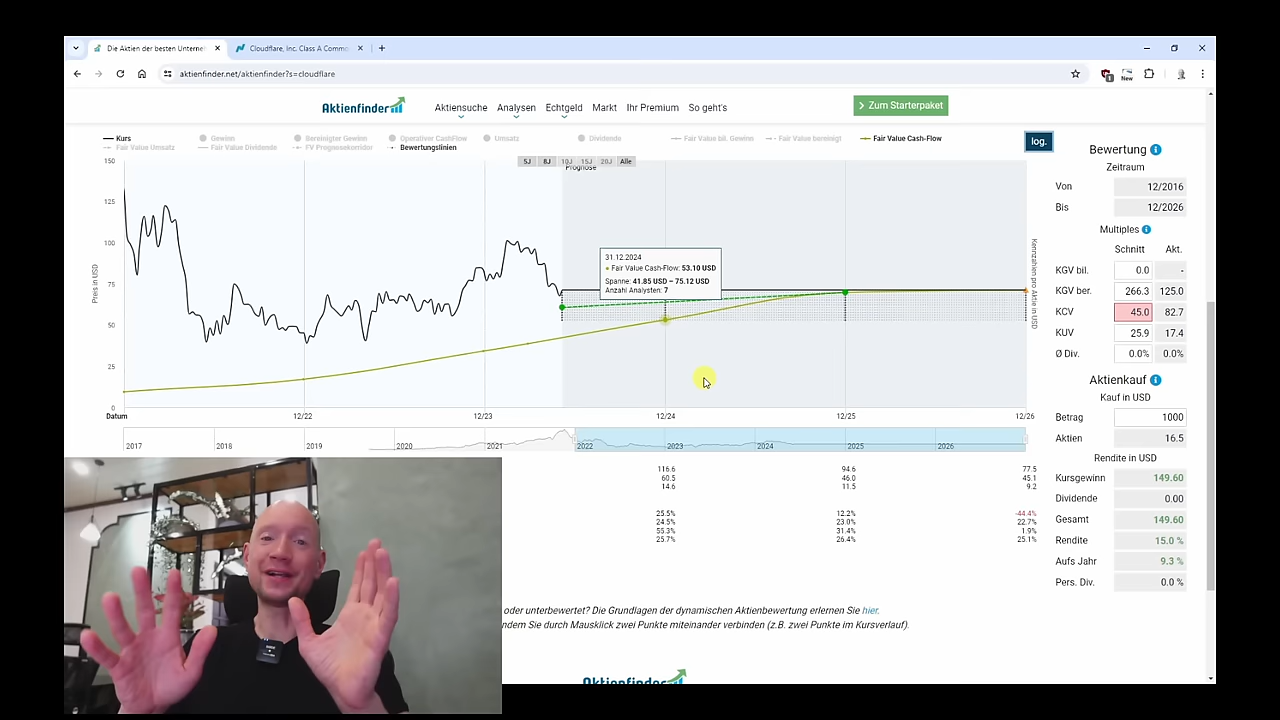 Die Aktien der besten Unterne
Cloudflare, Inc. Class A Commo
aktienfinder.net/aktienfinder?s=cloudflare
New
Aktienfinder
Aktiensuche Analysen Echtgeld Markt Ihr Premium So geht's
Zum Starterpaket
Kurs Gewinn Bereinigter Gewinn Operativer CashFlow Umsatz Dividende Fair Value bil. Gewinn Fair Value bereinigt Fair Value Cash-Flow
Fair Value Umsatz Fair Value Dividende FV Prognosekorridor Bewertungslinien
log.
5J 8J 10J 15J 20J Alle
Prognose
150
125
100
75
50
25
0
Preis in USD
Kennzahlen pro Aktie in USD
31.12.2024
Fair Value Cash-Flow: 53.10 USD
Spanne: 41.85 USD – 75.12 USD
Anzahl Analysten: 7
Datum 12/22 12/23 12/24 12/25 12/26
2017 2018 2019 2020 2021 2022 2023 2024 2025 2026
116.6 94.6 77.5
60.5 46.0 45.1
14.6 11.5 9.2
25.5% 12.2% -44.4%
24.5% 23.0% 22.7%
55.3% 31.4% 1.9%
25.7% 26.4% 25.1%
oder unterbewertet? Die Grundlagen der dynamischen Aktienbewertung erlernen Sie hier.
ndem Sie durch Mausklick zwei Punkte miteinander verbinden (z.B. zwei Punkte im Kursverlauf).
Aktienfinder
Bewertung
Zeitraum
Von 12/2016
Bis 12/2026
Multiples
Schnitt Akt.
KGV bil. 0.0 -
KGV ber. 266.3 125.0
KCV 45.0 82.7
KUV 25.9 17.4
Ø Div. 0.0% 0.0%
Aktienkauf
Kauf in USD
Betrag 1000
Aktien 16.5
Rendite in USD
Kursgewinn 149.60
Dividende 0.00
Gesamt 149.60
Rendite 15.0 %
Aufs Jahr 9.3 %
Pers. Div. 0.0 %